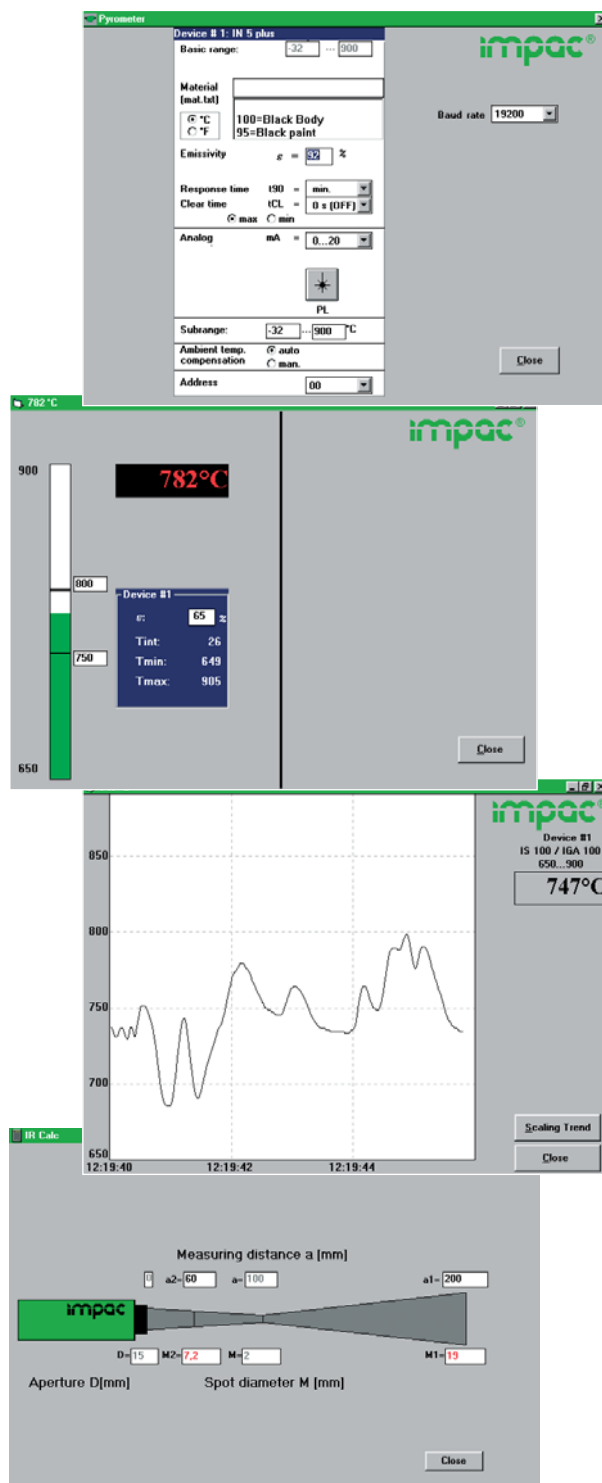 Pyrometer
Device # 1: IN 5 plus
Basic range: -32 ... 900
impac®
Material
(mat.txt)
°C
°F
100=Black Body
95=Black paint
Baud rate 19200
Emissivity ε = 92 %
Response time t90 = min.
Clear time tCL = 0 s (OFF)
max min
Analog mA = 0...20
PL
Subrange: -32 ... 900 °C
Ambient temp. compensation
auto
man.
Close
Address 00
782 °C
impac®
900
782°C
800
Device #1
ε: 65 %
750
Tint: 26
Tmin: 649
Tmax: 905
Close
650
impac®
Device #1
IS 100 / IGA 100
650...900
747°C
850
800
750
700
650
12:19:40 12:19:42 12:19:44
Scaling Trend
Close
IR Calc
Measuring distance a [mm]
0 a2= 60 a= 100 a1= 200
impac
D= 15 M2= 7,2 M= 2 M1= 19
Aperture D[mm] Spot diameter M [mm]
Close